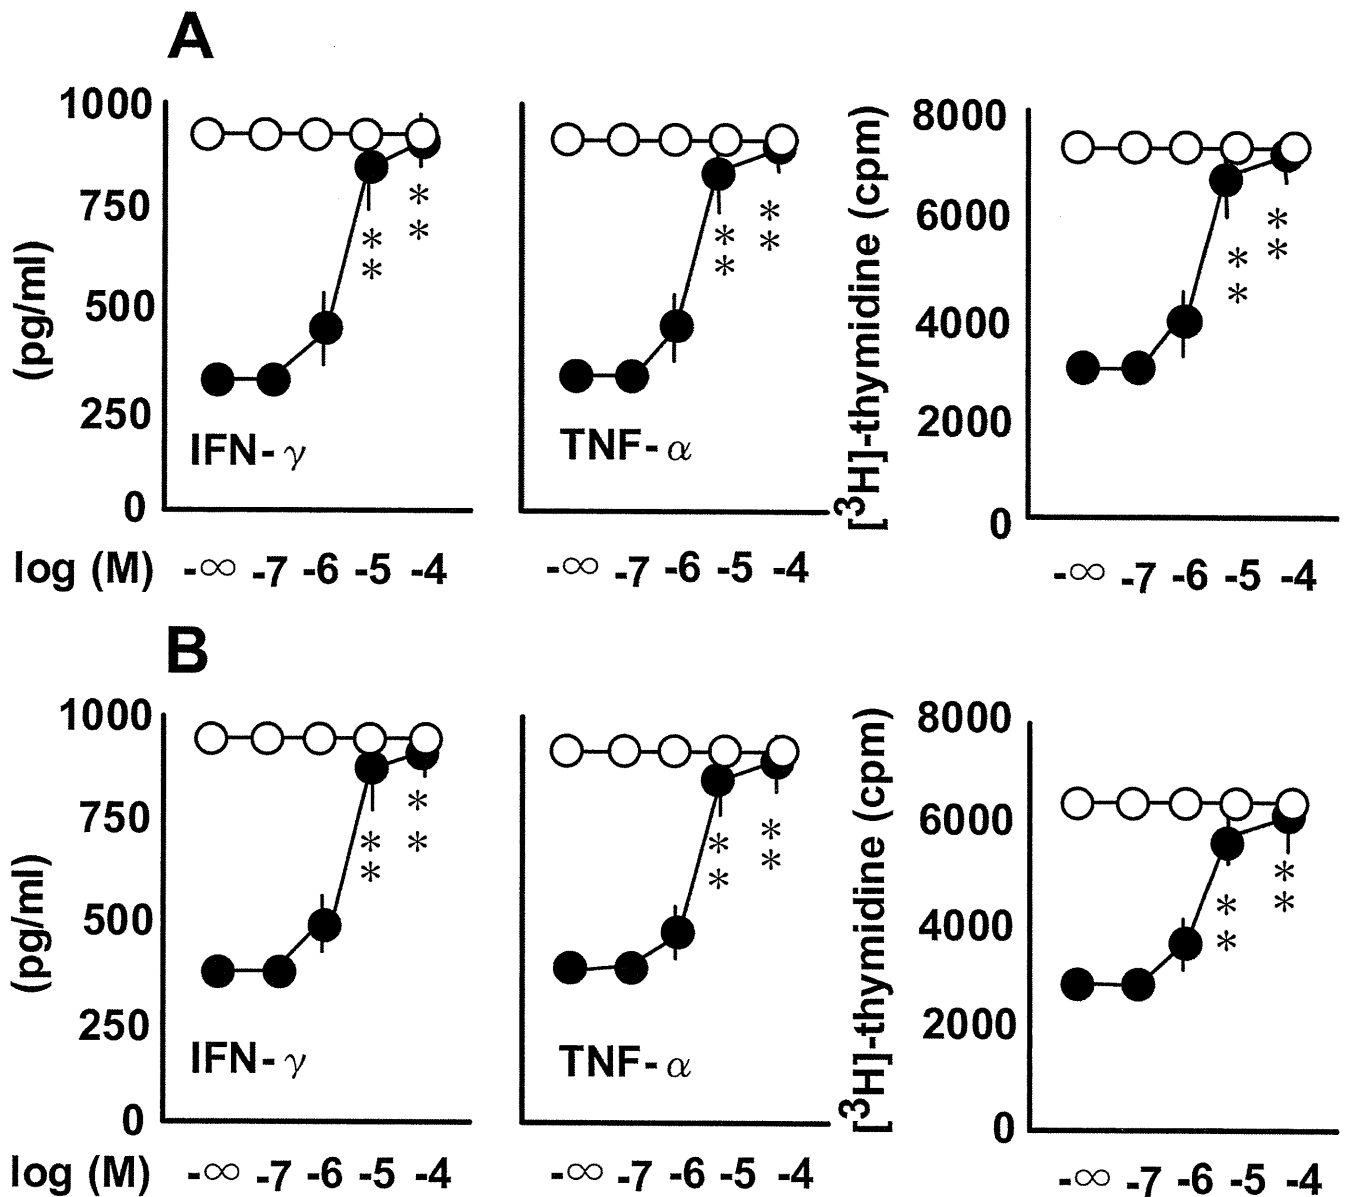 A
1000
750
500
250
0
(pg/ml)
IFN-γ
* *
* *
log (M) -∞ -7 -6 -5 -4
TNF-α
* *
* *
-∞ -7 -6 -5 -4
[³H]-thymidine (cpm)
8000
6000
4000
2000
0
* *
* *
-∞ -7 -6 -5 -4
B
1000
750
500
250
0
(pg/ml)
IFN-γ
* *
* *
log (M) -∞ -7 -6 -5 -4
TNF-α
* *
* *
-∞ -7 -6 -5 -4
[³H]-thymidine (cpm)
8000
6000
4000
2000
0
* *
* *
-∞ -7 -6 -5 -4